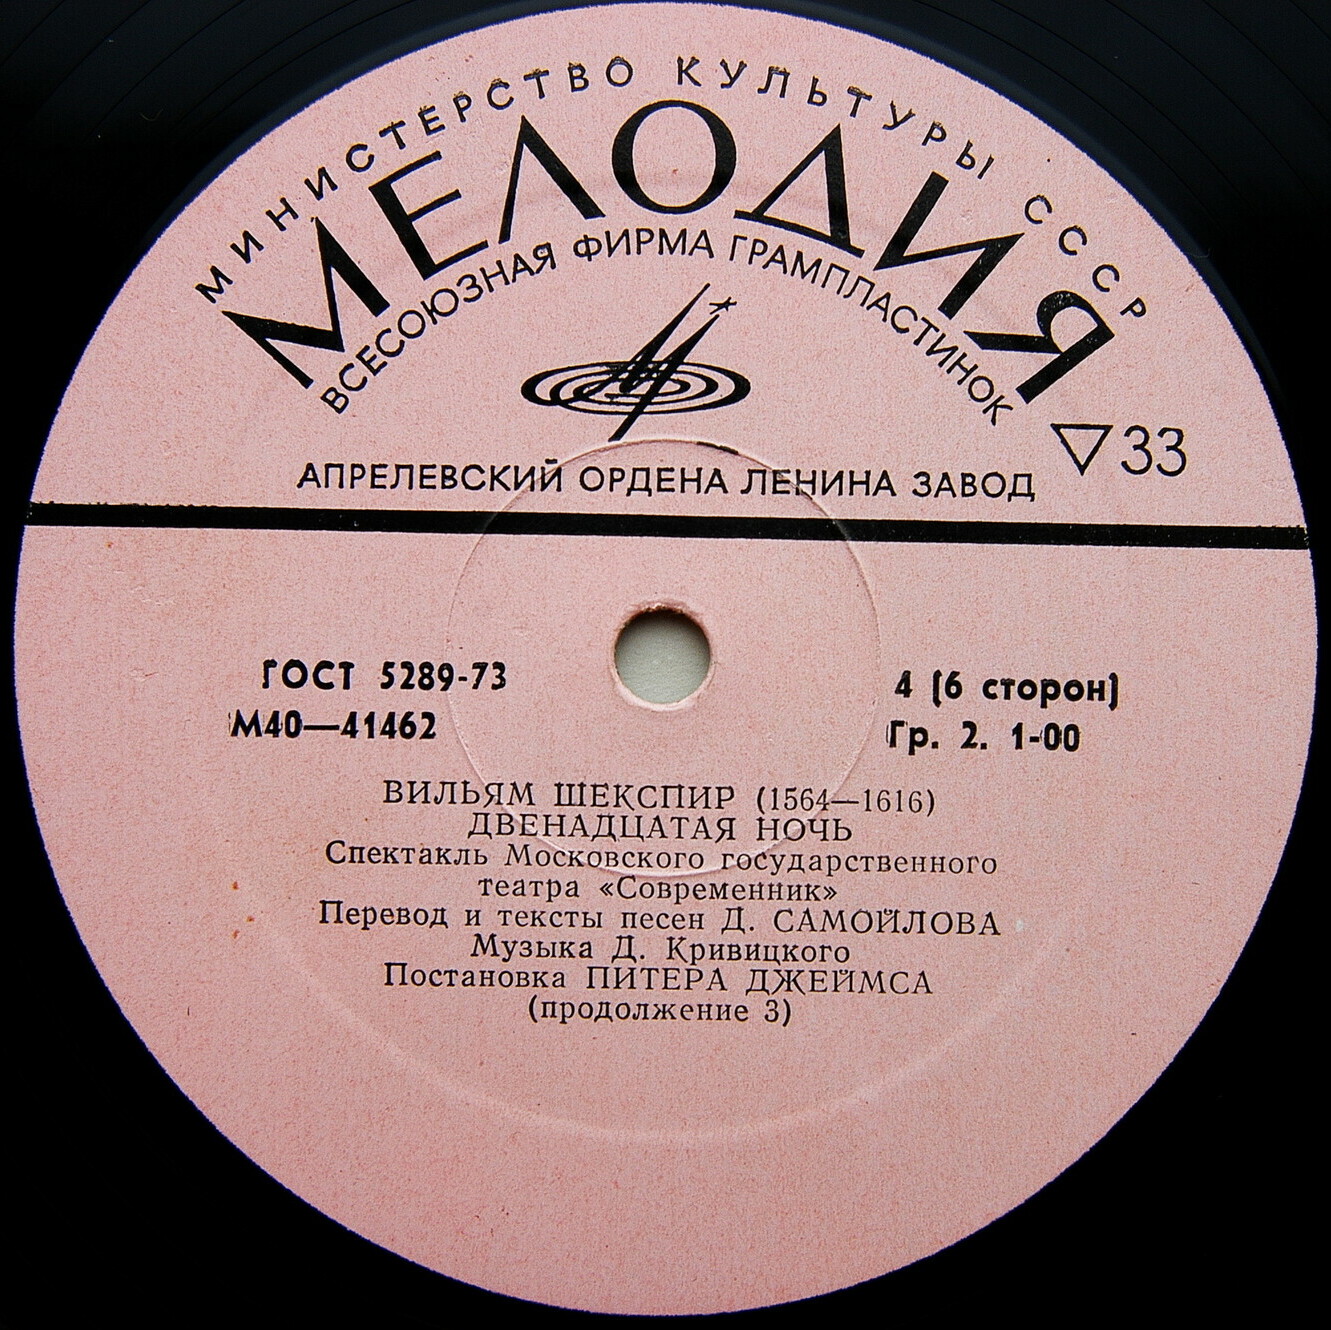 МИНИСТЕРСТВО КУЛЬТУРЫ СССР
МЕЛОДИЯ
ВСЕСОЮЗНАЯ ФИРМА ГРАМПЛАСТИНОК
33
АПРЕЛЕВСКИЙ ОРДЕНА ЛЕНИНА ЗАВОД
ГОСТ 5289-73
М40—41462
4 (6 сторон)
Гр. 2. 1-00
ВИЛЬЯМ ШЕКСПИР (1564—1616)
ДВЕНАДЦАТАЯ НОЧЬ
Спектакль Московского государственного
театра «Современник»
Перевод и тексты песен Д. САМОЙЛОВА
Музыка Д. Кривицкого
Постановка ПИТЕРА ДЖЕЙМСА
(продолжение 3)